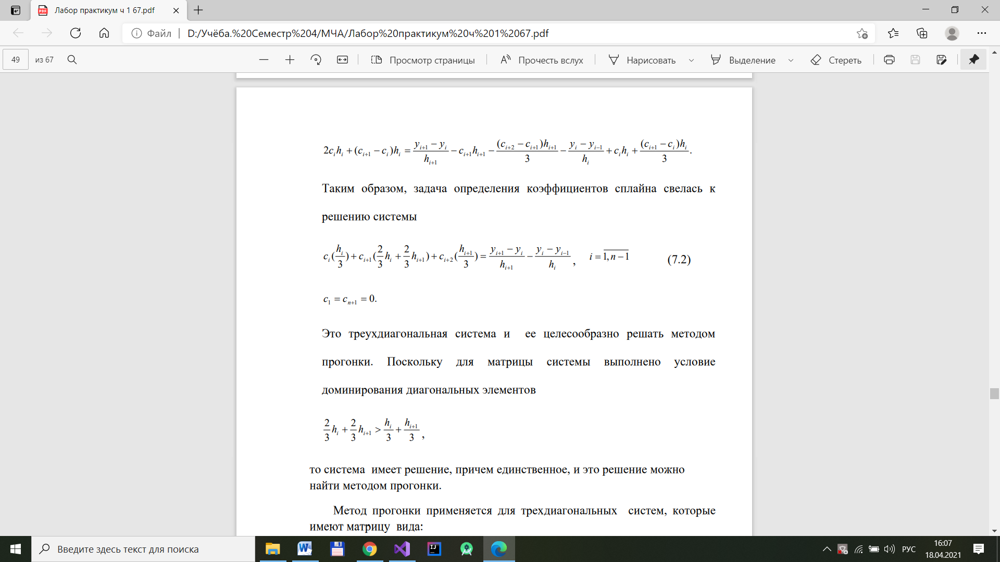 Лабор практикум ч 1 67.pdf
Файл | D:/Учёба.%20Семестр%204/МЧА/Лабор%20практикум%20ч%201%2067.pdf
49 из 67 Просмотр страницы Прочесть вслух Нарисовать Выделение Стереть
2c_i h_i + (c_{i+1} − c_i)h_i = \frac{y_{i+1} − y_i}{h_{i+1}} − c_{i+1}h_{i+1} − \frac{(c_{i+2} − c_{i+1})h_{i+1}}{3} − \frac{y_i − y_{i−1}}{h_i} + c_i h_i + \frac{(c_{i+1} − c_i)h_i}{3}.
Таким образом, задача определения коэффициентов сплайна свелась к
решению системы
c_i(\frac{h_i}{3}) + c_{i+1}(\frac{2}{3}h_i + \frac{2}{3}h_{i+1}) + c_{i+2}(\frac{h_{i+1}}{3}) = \frac{y_{i+1} − y_i}{h_{i+1}} − \frac{y_i − y_{i−1}}{h_i}, i = \overline{1, n−1} (7.2)
c_1 = c_{n+1} = 0.
Это треухдиагональная система и ее целесообразно решать методом
прогонки. Поскольку для матрицы системы выполнено условие
доминирования диагональных элементов
\frac{2}{3}h_i + \frac{2}{3}h_{i+1} > \frac{h_i}{3} + \frac{h_{i+1}}{3},
то система имеет решение, причем единственное, и это решение можно
найти методом прогонки.
Метод прогонки применяется для трехдиагональных систем, которые
имеют матрицу вида:
Введите здесь текст для поиска
РУС
16:07
18.04.2021